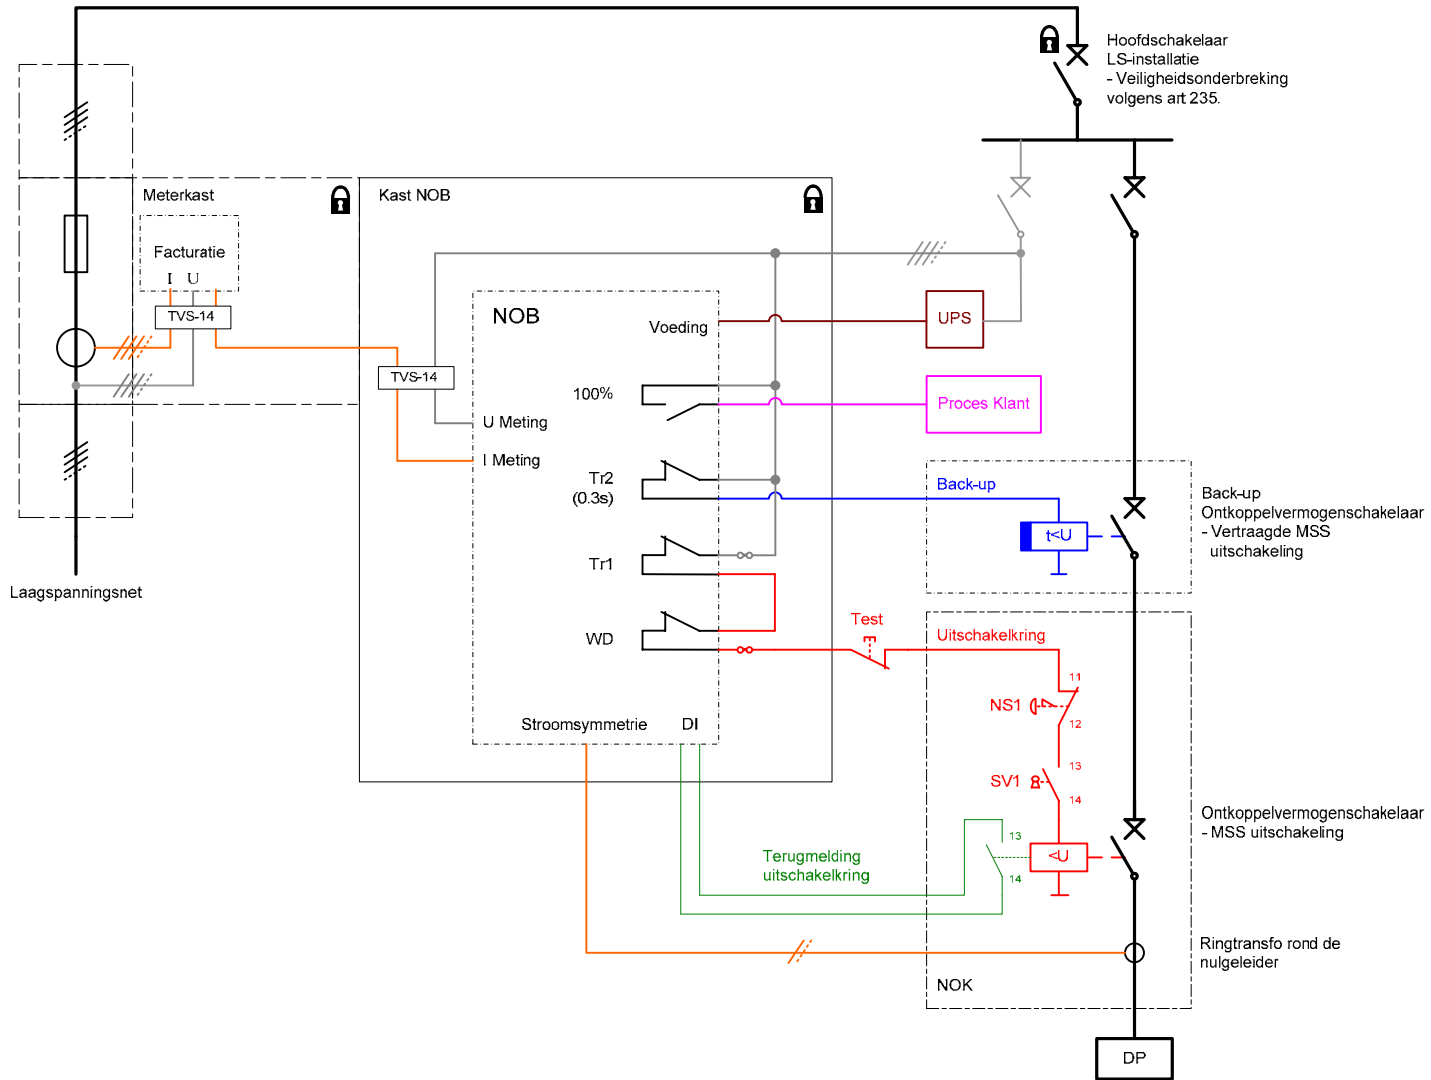 Hoofdschakelaar
LS-installatie
- Veiligheidsonderbreking
volgens art 235.
Meterkast
Kast NOB
Facturatie
I U
TVS-14
NOB
Voeding
UPS
TVS-14
100%
Proces Klant
U Meting
I Meting
Tr2
(0.3s)
Back-up
t<U
Back-up
Ontkoppelvermogenschakelaar
- Vertraagde MSS
uitschakeling
Tr1
Laagspanningsnet
WD
Test
Uitschakelring
11
NS1
12
Stroomsymmetrie
DI
13
SV1
14
Ontkoppelvermogenschakelaar
- MSS uitschakeling
13
<U
14
Terugmelding
uitschakelkring
Ringtransfo rond de
nulgeleider
NOK
DP